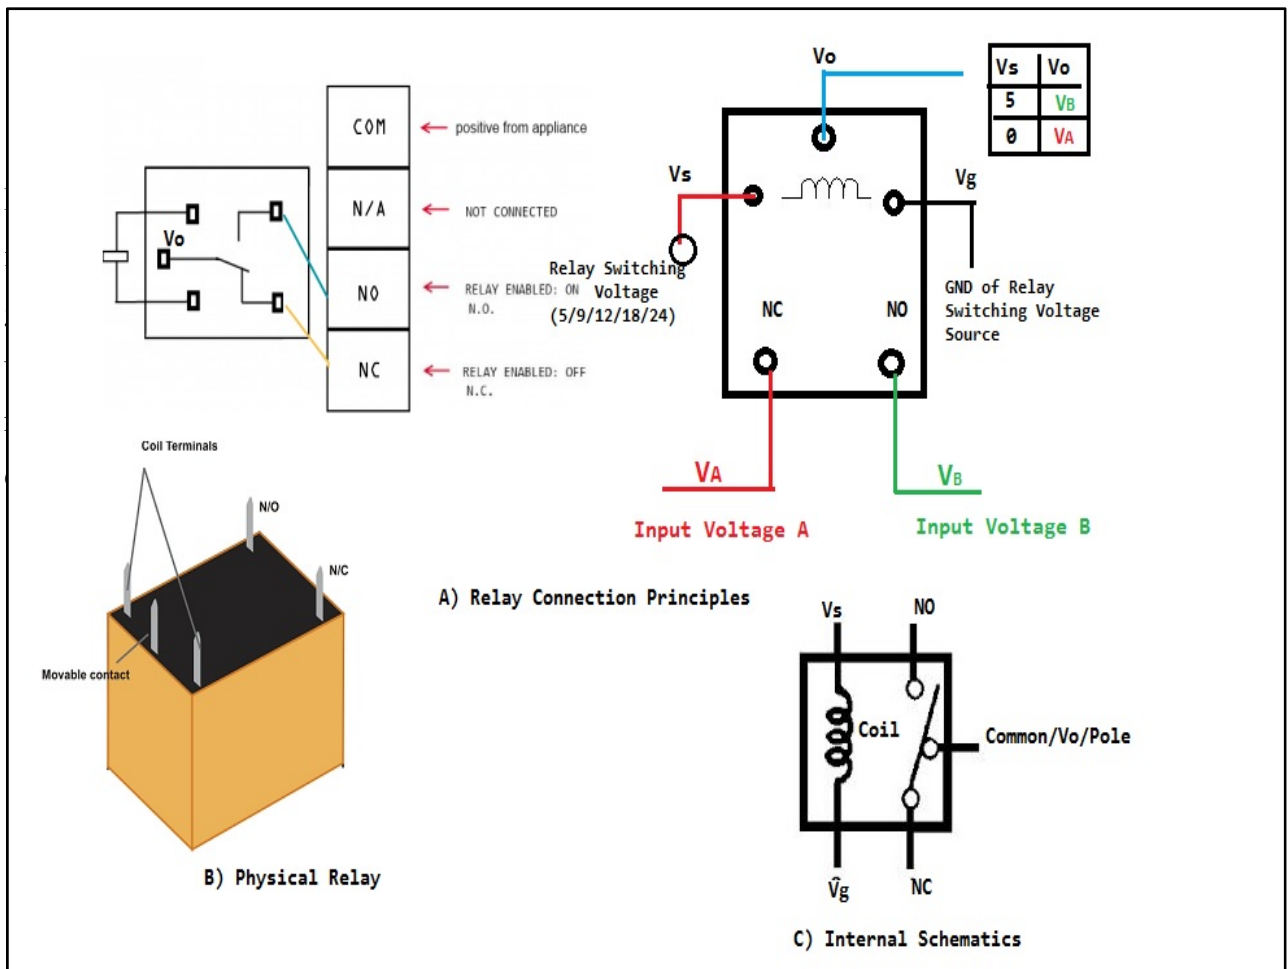 COM
positive from appliance
N/A
NOT CONNECTED
NO
RELAY ENABLED: ON
N.O.
NC
RELAY ENABLED: OFF
N.C.
Vo
Vo
Vs Vo
5 VB
0 VA
Vs
Vg
Relay Switching
Voltage
(5/9/12/18/24)
GND of Relay
Switching Voltage
Source
NC NO
VA
VB
Input Voltage A
Input Voltage B
A) Relay Connection Principles
Coil Terminals
N/O
N/C
Movable contact
B) Physical Relay
Vs
NO
Coil
Common/Vo/Pole
Vg
NC
C) Internal Schematics